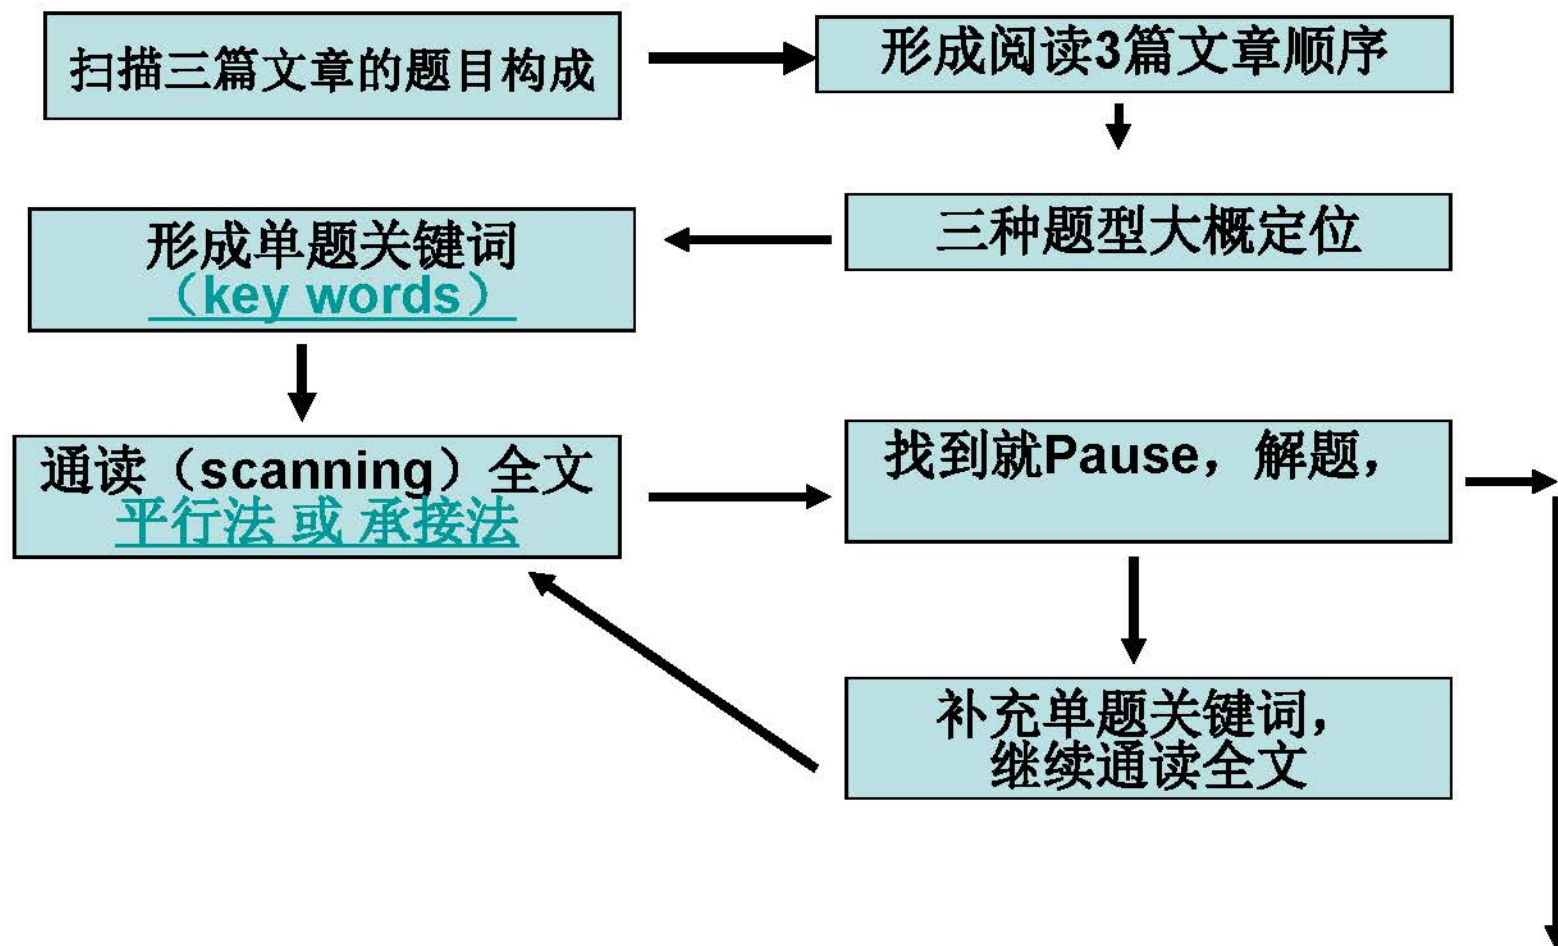 扫描三篇文章的题目构成
形成阅读3篇文章顺序
三种题型大概定位
形成单题关键词
（key words）
通读（scanning）全文
平行法 或 承接法
找到就Pause，解题，
补充单题关键词，
继续通读全文